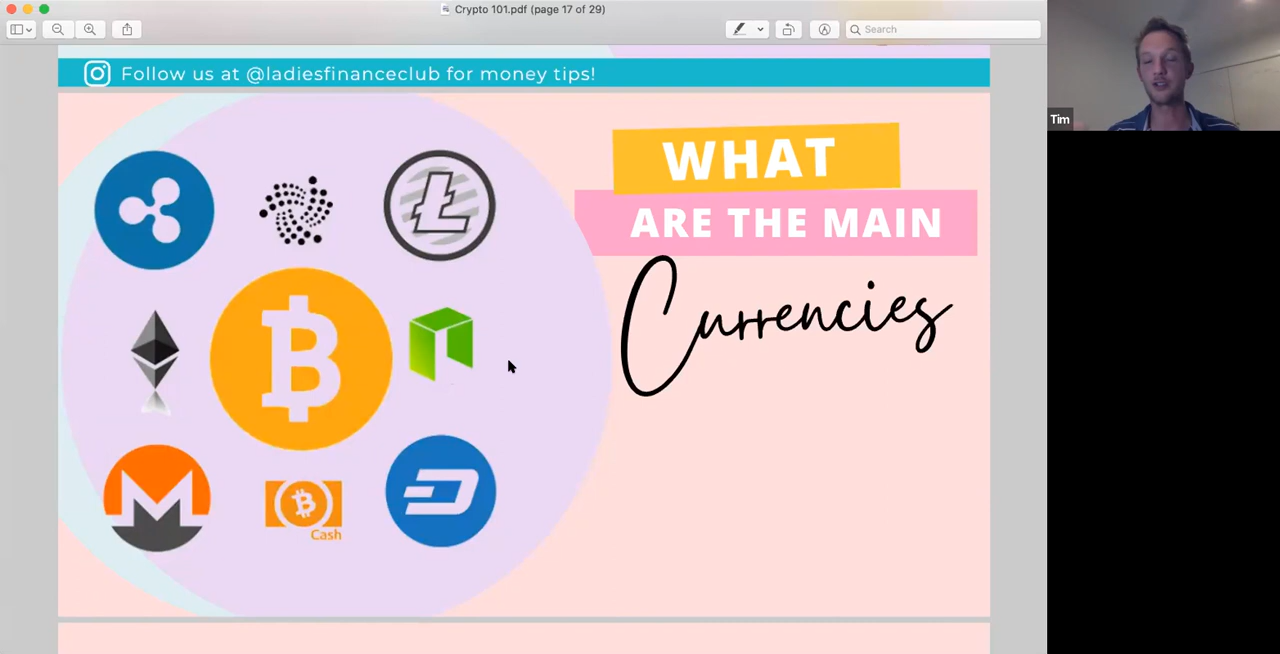 Crypto 101.pdf (page 17 of 29)
Search
Follow us at @ladiesfinanceclub for money tips!
WHAT
ARE THE MAIN
Currencies
Cash
Tim